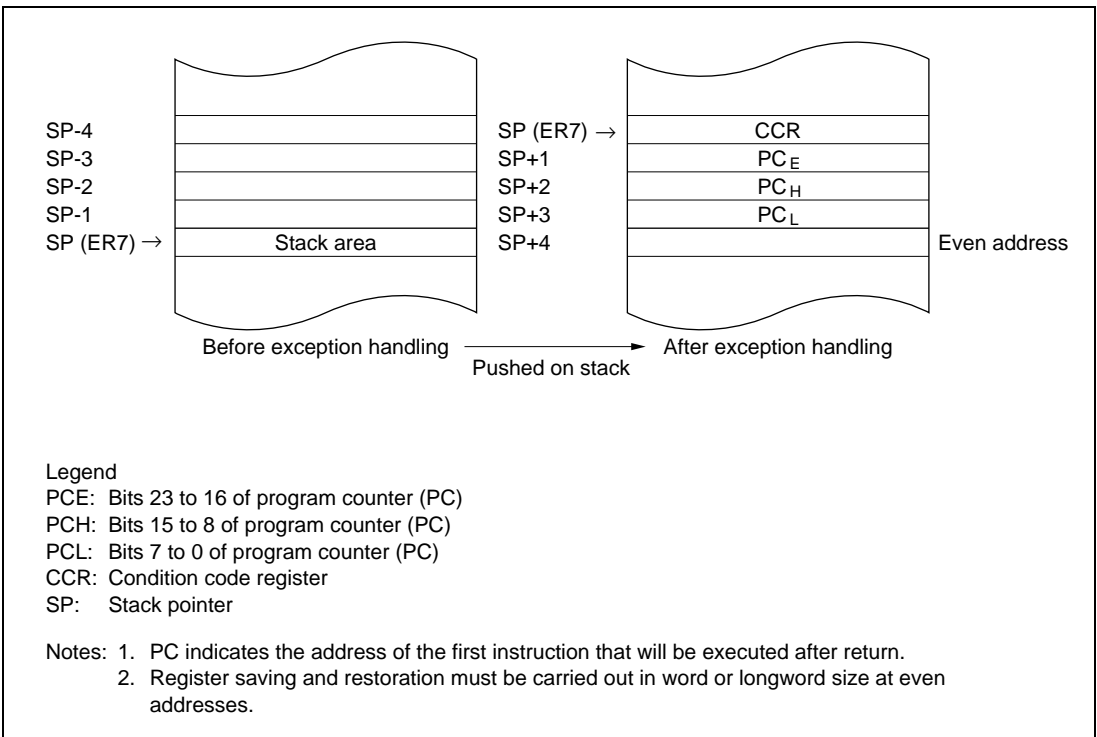 SP-4
SP-3
SP-2
SP-1
SP (ER7) →
Stack area
SP (ER7) →
SP+1
SP+2
SP+3
SP+4
CCR
PC E
PC H
PC L
Even address
Before exception handling
Pushed on stack
After exception handling
Legend
PCE: Bits 23 to 16 of program counter (PC)
PCH: Bits 15 to 8 of program counter (PC)
PCL: Bits 7 to 0 of program counter (PC)
CCR: Condition code register
SP: Stack pointer
Notes: 1. PC indicates the address of the first instruction that will be executed after return.
2. Register saving and restoration must be carried out in word or longword size at even
addresses.